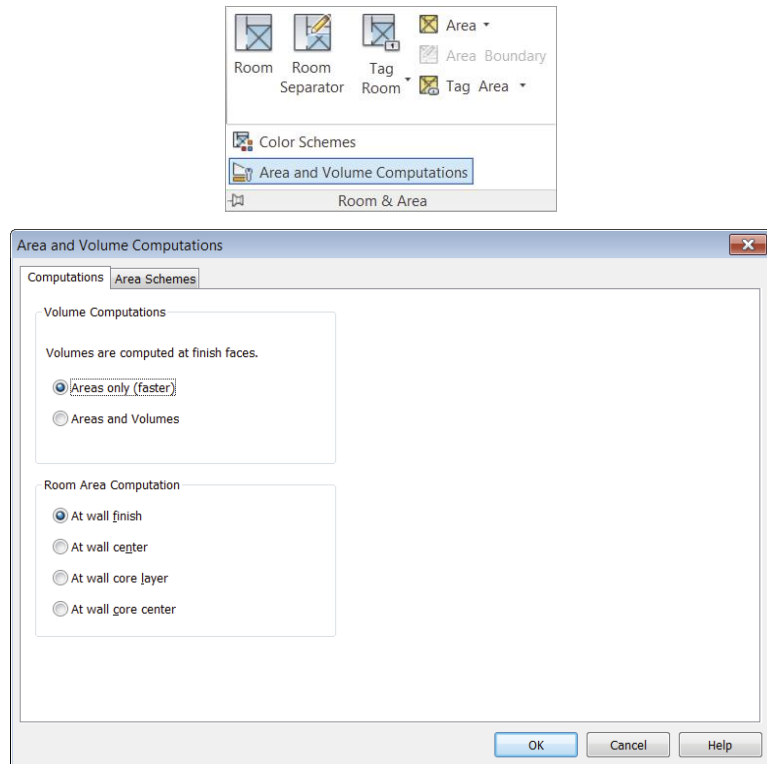 Room
Room Separator
Tag Room
Area
Area Boundary
Tag Area
Color Schemes
Area and Volume Computations
Room & Area
Area and Volume Computations
Computations
Area Schemes
Volume Computations
Volumes are computed at finish faces.
Areas only (faster)
Areas and Volumes
Room Area Computation
At wall finish
At wall center
At wall core layer
At wall core center
OK
Cancel
Help